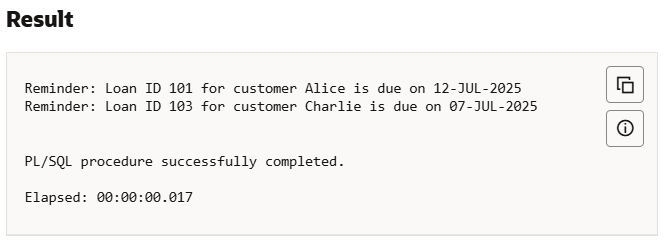 Result
Reminder: Loan ID 101 for customer Alice is due on 12-JUL-2025
Reminder: Loan ID 103 for customer Charlie is due on 07-JUL-2025
PL/SQL procedure successfully completed.
Elapsed: 00:00:00.017